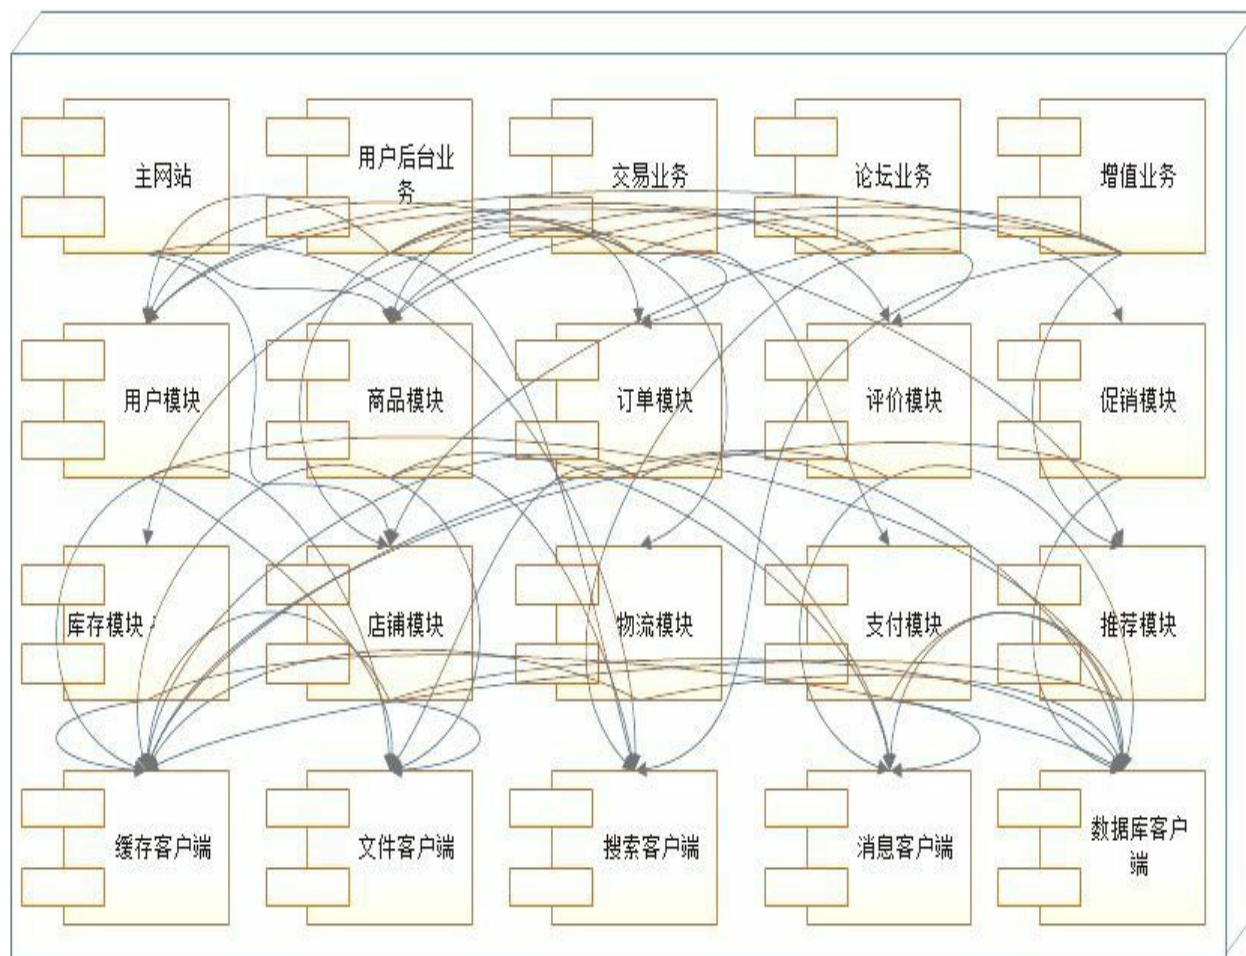 主网站
用户后台业
务
交易业务
论坛业务
增值业务
用户模块
商品模块
订单模块
评价模块
促销模块
库存模块
店铺模块
物流模块
支付模块
推荐模块
缓存客户端
文件客户端
搜索客户端
消息客户端
数据库客户
端